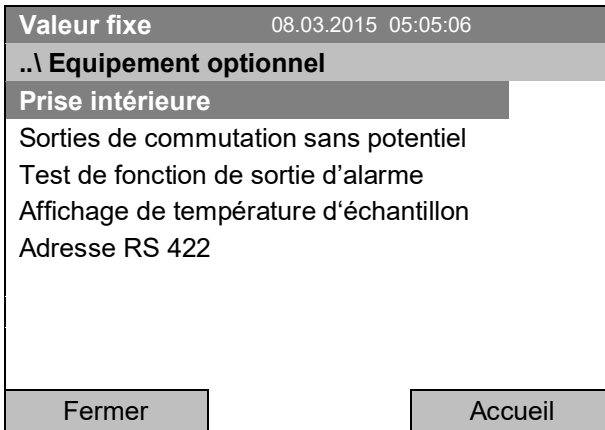 Valeur fixe 08.03.2015 05:05:06
..\ Equipement optionnel
Prise intérieure
Sorties de commutation sans potentiel
Test de fonction de sortie d’alarme
Affichage de température d‘échantillon
Adresse RS 422
Fermer Accueil